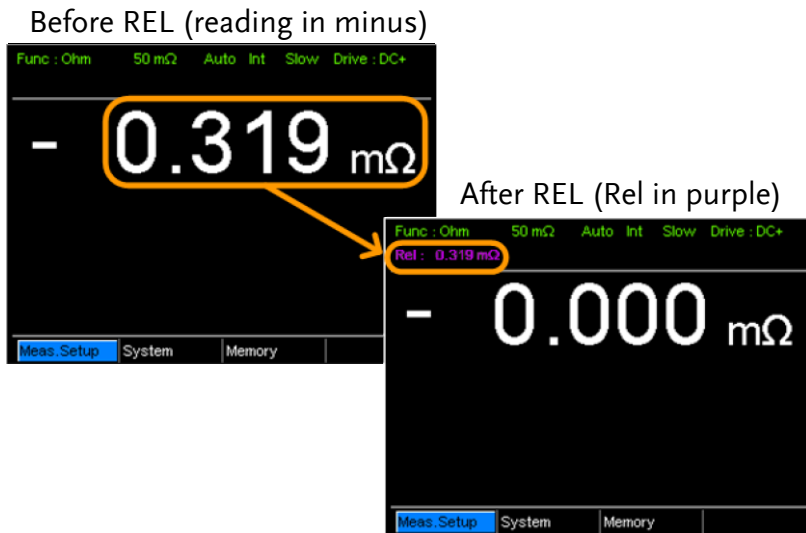 Before REL (reading in minus)
Func : Ohm 50 mΩ Auto Int Slow Drive : DC+
- 0.319 mΩ
Meas.Setup System Memory
After REL (Rel in purple)
Func : Ohm 50 mΩ Auto Int Slow Drive : DC+
Rel : 0.319 mΩ
- 0.000 mΩ
Meas.Setup System Memory